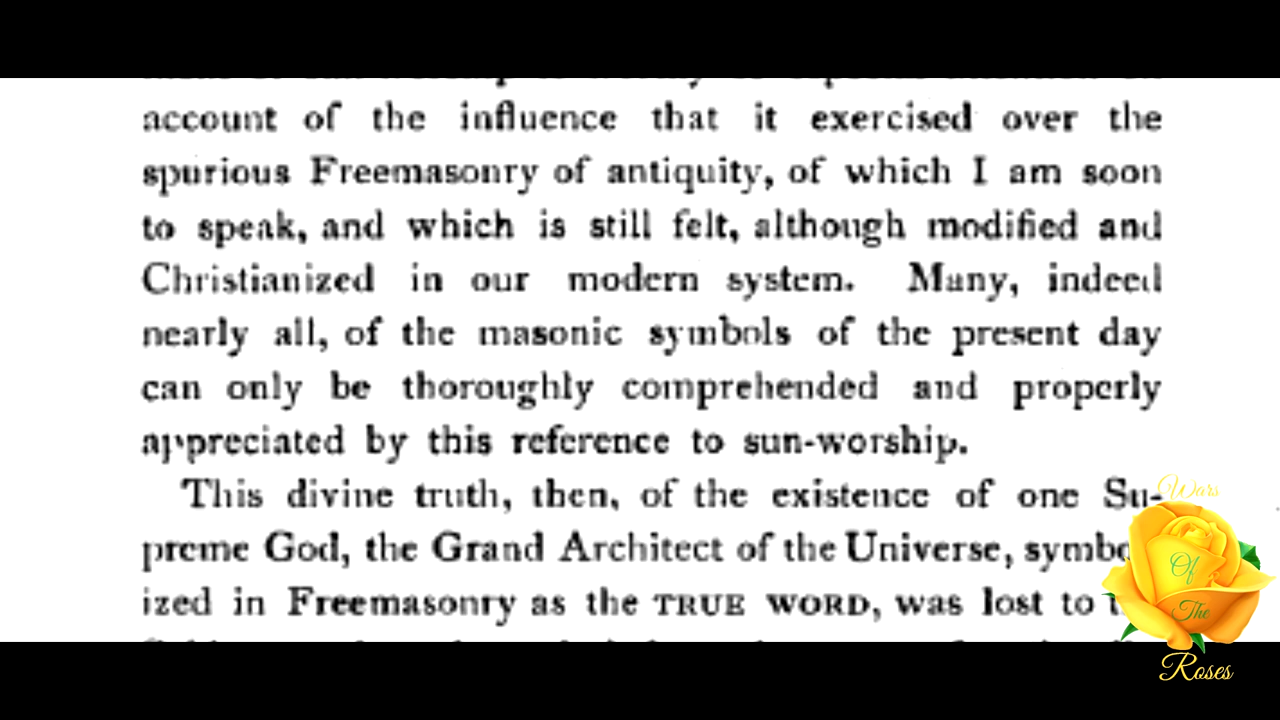 account of the influence that it exercised over the
spurious Freemasonry of antiquity, of which I am soon
to speak, and which is still felt, although modified and
Christianized in our modern system. Many, indeed
nearly all, of the masonic symbols of the present day
can only be thoroughly comprehended and properly
appreciated by this reference to sun-worship.
This divine truth, then, of the existence of one Su-
preme God, the Grand Architect of the Universe,
ized in Freemasonry as the TRUE WORD, was lost to
Wars
Of
The
Roses